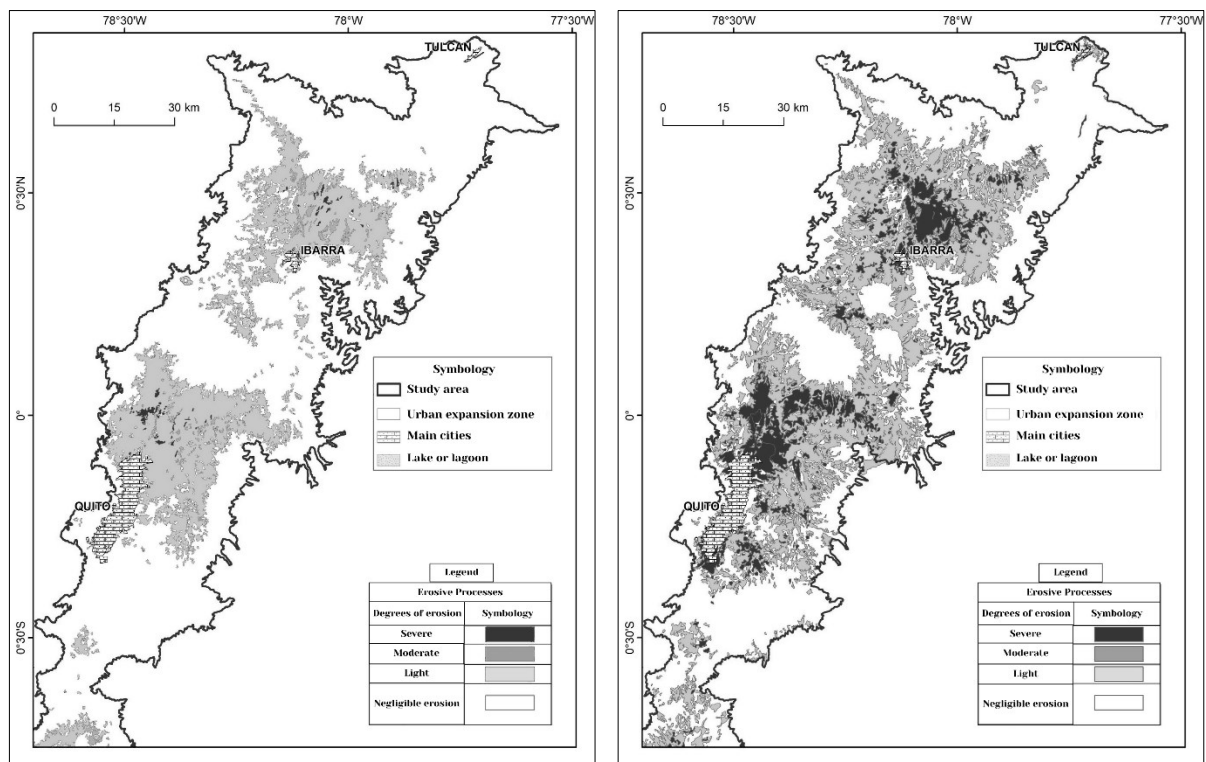 78°30'W
78°W
77°30'W
TULCAN
0
15
30 km
0°30'N
IBARRA
0°
QUITO
0°30'S
Symbology
Study area
Urban expansion zone
Main cities
Lake or lagoon
Legend
Erosive Processes
Degrees of erosion Symbology
Severe
Moderate
Light
Negligible erosion
78°30'W
78°W
77°30'W
TULCAN
0
15
30 km
0°30'N
IBARRA
0°
QUITO
0°30'S
Symbology
Study area
Urban expansion zone
Main cities
Lake or lagoon
Legend
Erosive Processes
Degrees of erosion Symbology
Severe
Moderate
Light
Negligible erosion